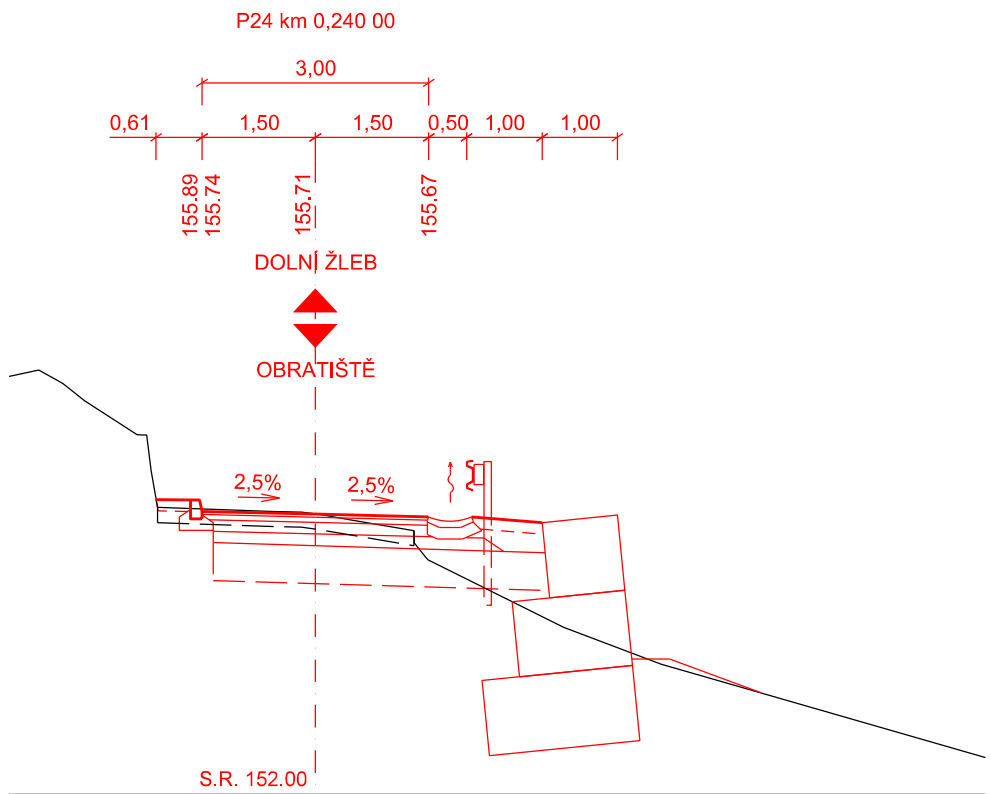 P24 km 0,240 00
3,00
0,61 1,50 1,50 0,50 1,00 1,00
155.89 155.74 155.71 155.67
DOLNÍ ŽLEB
OBRATIŠTĚ
2,5% 2,5%
S.R. 152.00